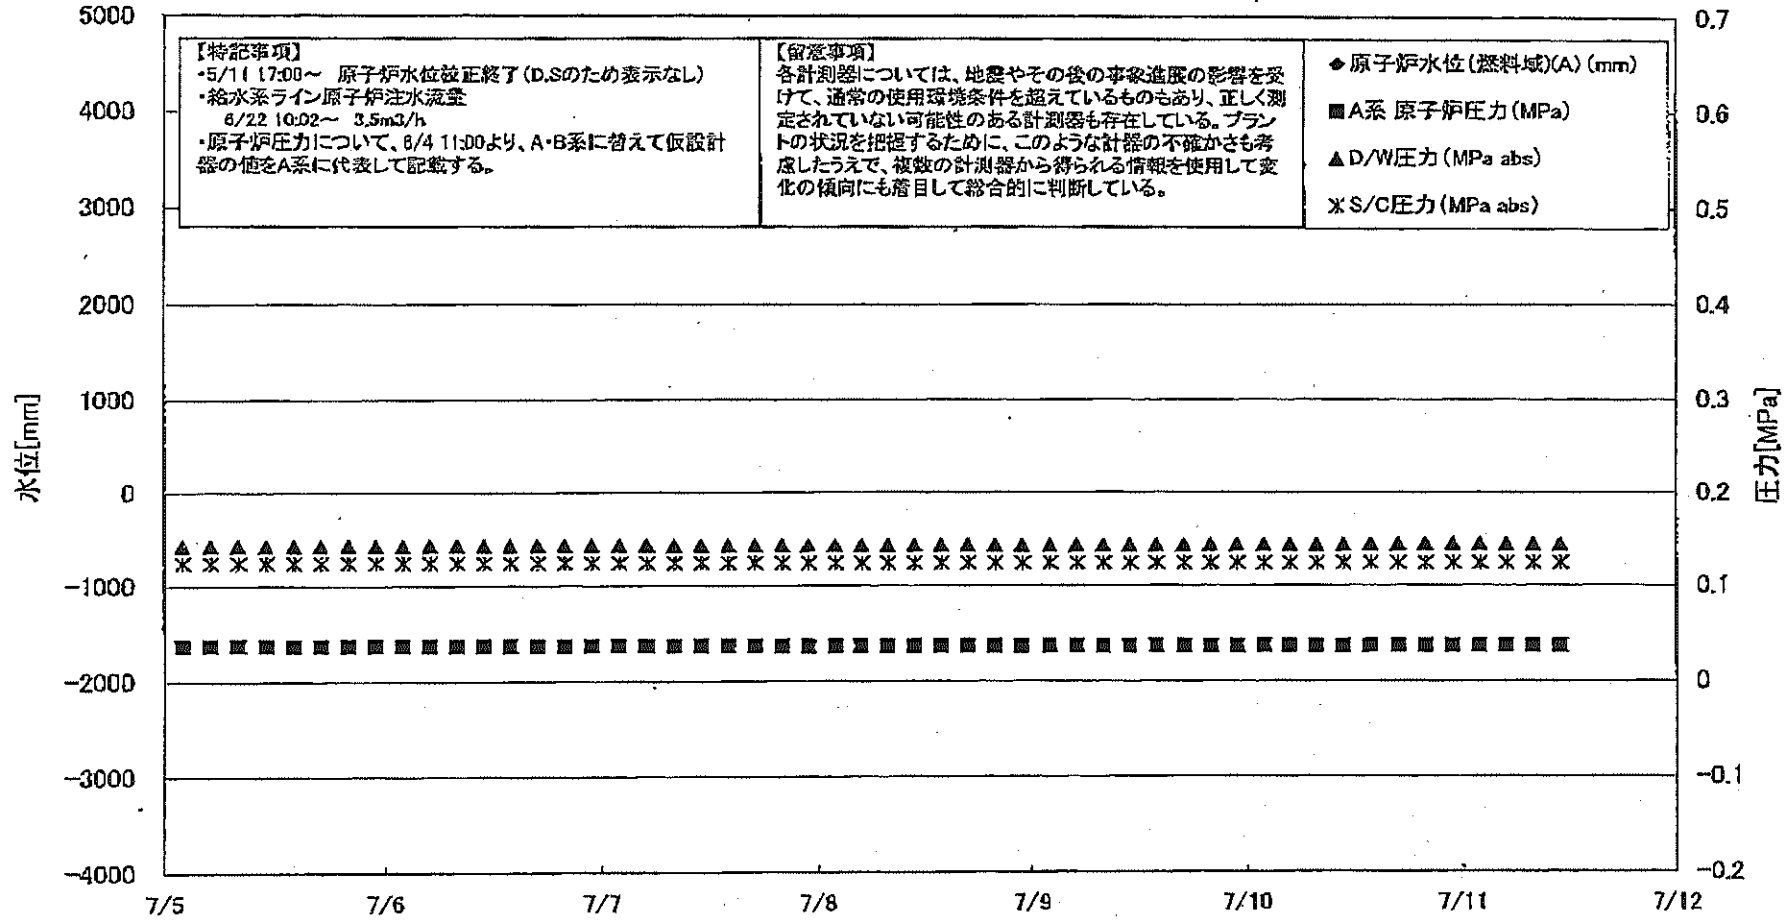 【特記事項】
・5/11 17:00～ 原子炉水位校正終了(D.Sのため表示なし)
・給水系ライン原子炉注水流量
6/22 10:02～ 3.5m3/h
・原子炉圧力について、6/4 11:00より、A・B系に替えて仮設計
器の値をA系に代表して記載する。
【留意事項】
各計測器については、地震やその後の事象進展の影響を受
けて、通常の使用環境条件を超えているものもあり、正しく測
定されていない可能性のある計測器も存在している。プラン
トの状況を把握するために、このような計器の不確かさも考
慮したうえで、複数の計測器から得られる情報を使用して変
化の傾向にも着目して総合的に判断している。
◆原子炉水位(燃料域)(A)(mm)
■A系 原子炉圧力(MPa)
▲D/W圧力(MPa abs)
＊S/C圧力(MPa abs)
水位[mm]
5000
4000
3000
2000
1000
0
-1000
-2000
-3000
-4000
圧力[MPa]
0.7
0.6
0.5
0.4
0.3
0.2
0.1
0
-0.1
-0.2
7/5 7/6 7/7 7/8 7/9 7/10 7/11 7/12